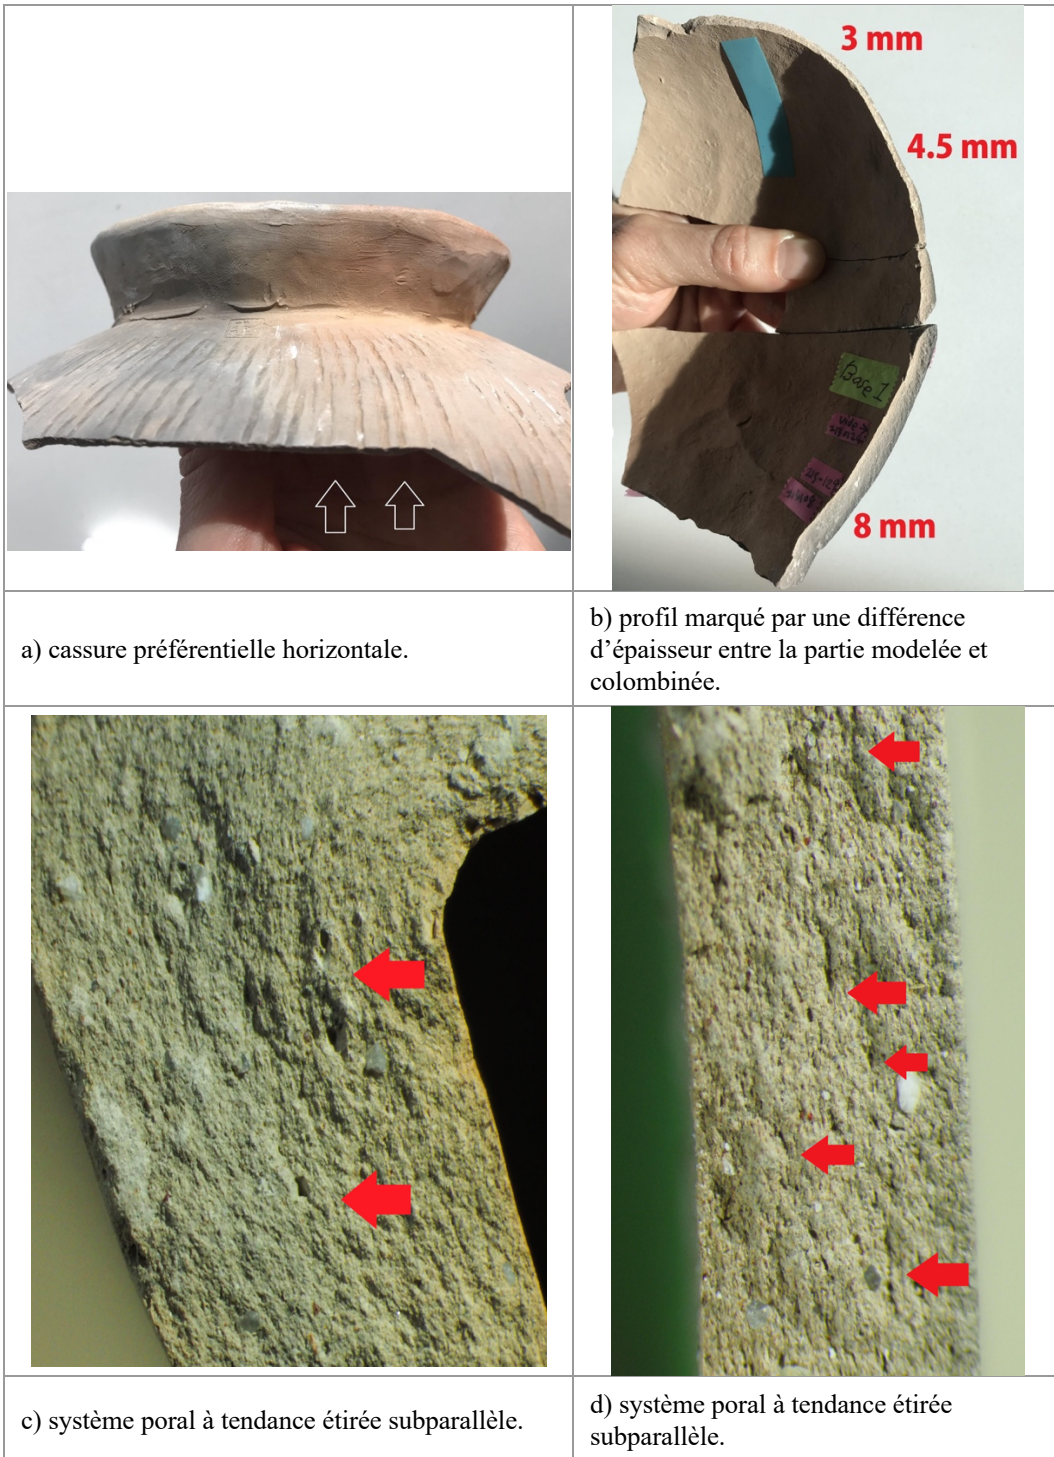 3 mm
4.5 mm
Base 1
8 mm
a) cassure préférentielle horizontale.
b) profil marqué par une différence
d’épaisseur entre la partie modelée et
colombinée.
c) système poral à tendance étirée subparallèle.
d) système poral à tendance étirée
subparallèle.